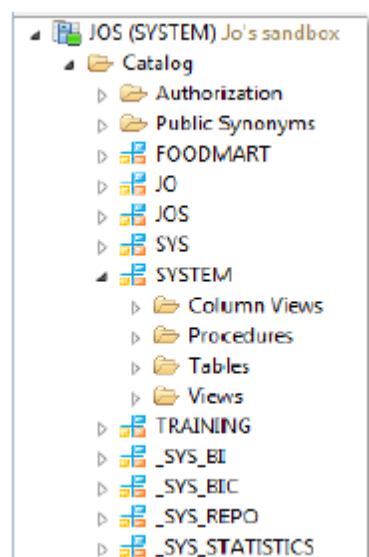 JOS (SYSTEM) Jo's sandbox
Catalog
Authorization
Public Synonyms
FOODMART
JO
JOS
SYS
SYSTEM
Column Views
Procedures
Tables
Views
TRAINING
_SYS_BI
_SYS_BIC
_SYS_REPO
_SYS_STATISTICS